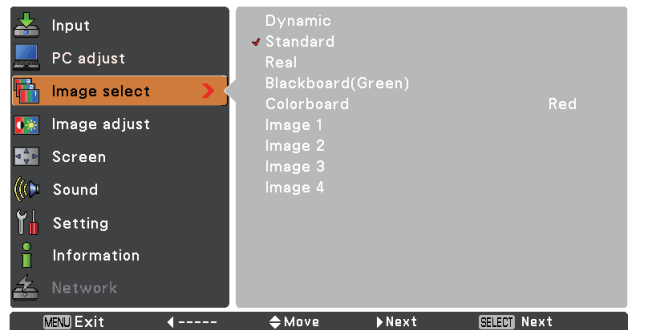 Input
PC adjust
Image select
Image adjust
Screen
Sound
Setting
Information
Network
Dynamic
Standard
Real
Blackboard(Green)
Colorboard Red
Image 1
Image 2
Image 3
Image 4
MENU Exit ----- Move Next SELECT Next